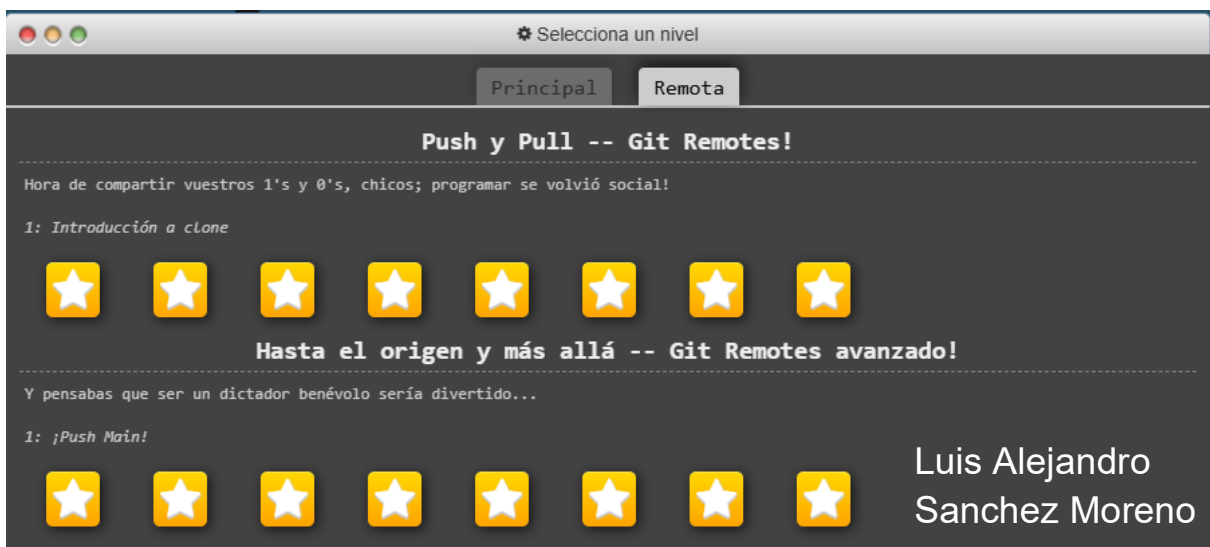 Selecciona un nivel
Principal
Remota
Push y Pull -- Git Remotes!
Hora de compartir vuestros 1's y 0's, chicos; programar se volvió social!
1: Introducción a clone
Hasta el origen y más allá -- Git Remotes avanzado!
Y pensabas que ser un dictador benévolo sería divertido...
1: ¡Push Main!
Luis Alejandro
Sanchez Moreno